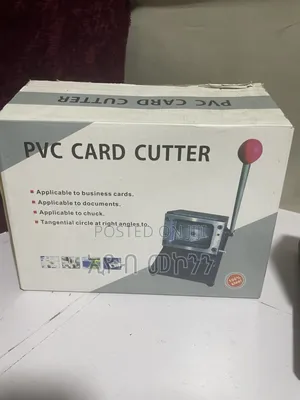 PVC CARD CUTTER
PVC CARD CUTTER
Applicable to business cards.
Applicable to documents.
Applicable to chuck.
Tangential circle at right angles.to.
POSTED ON